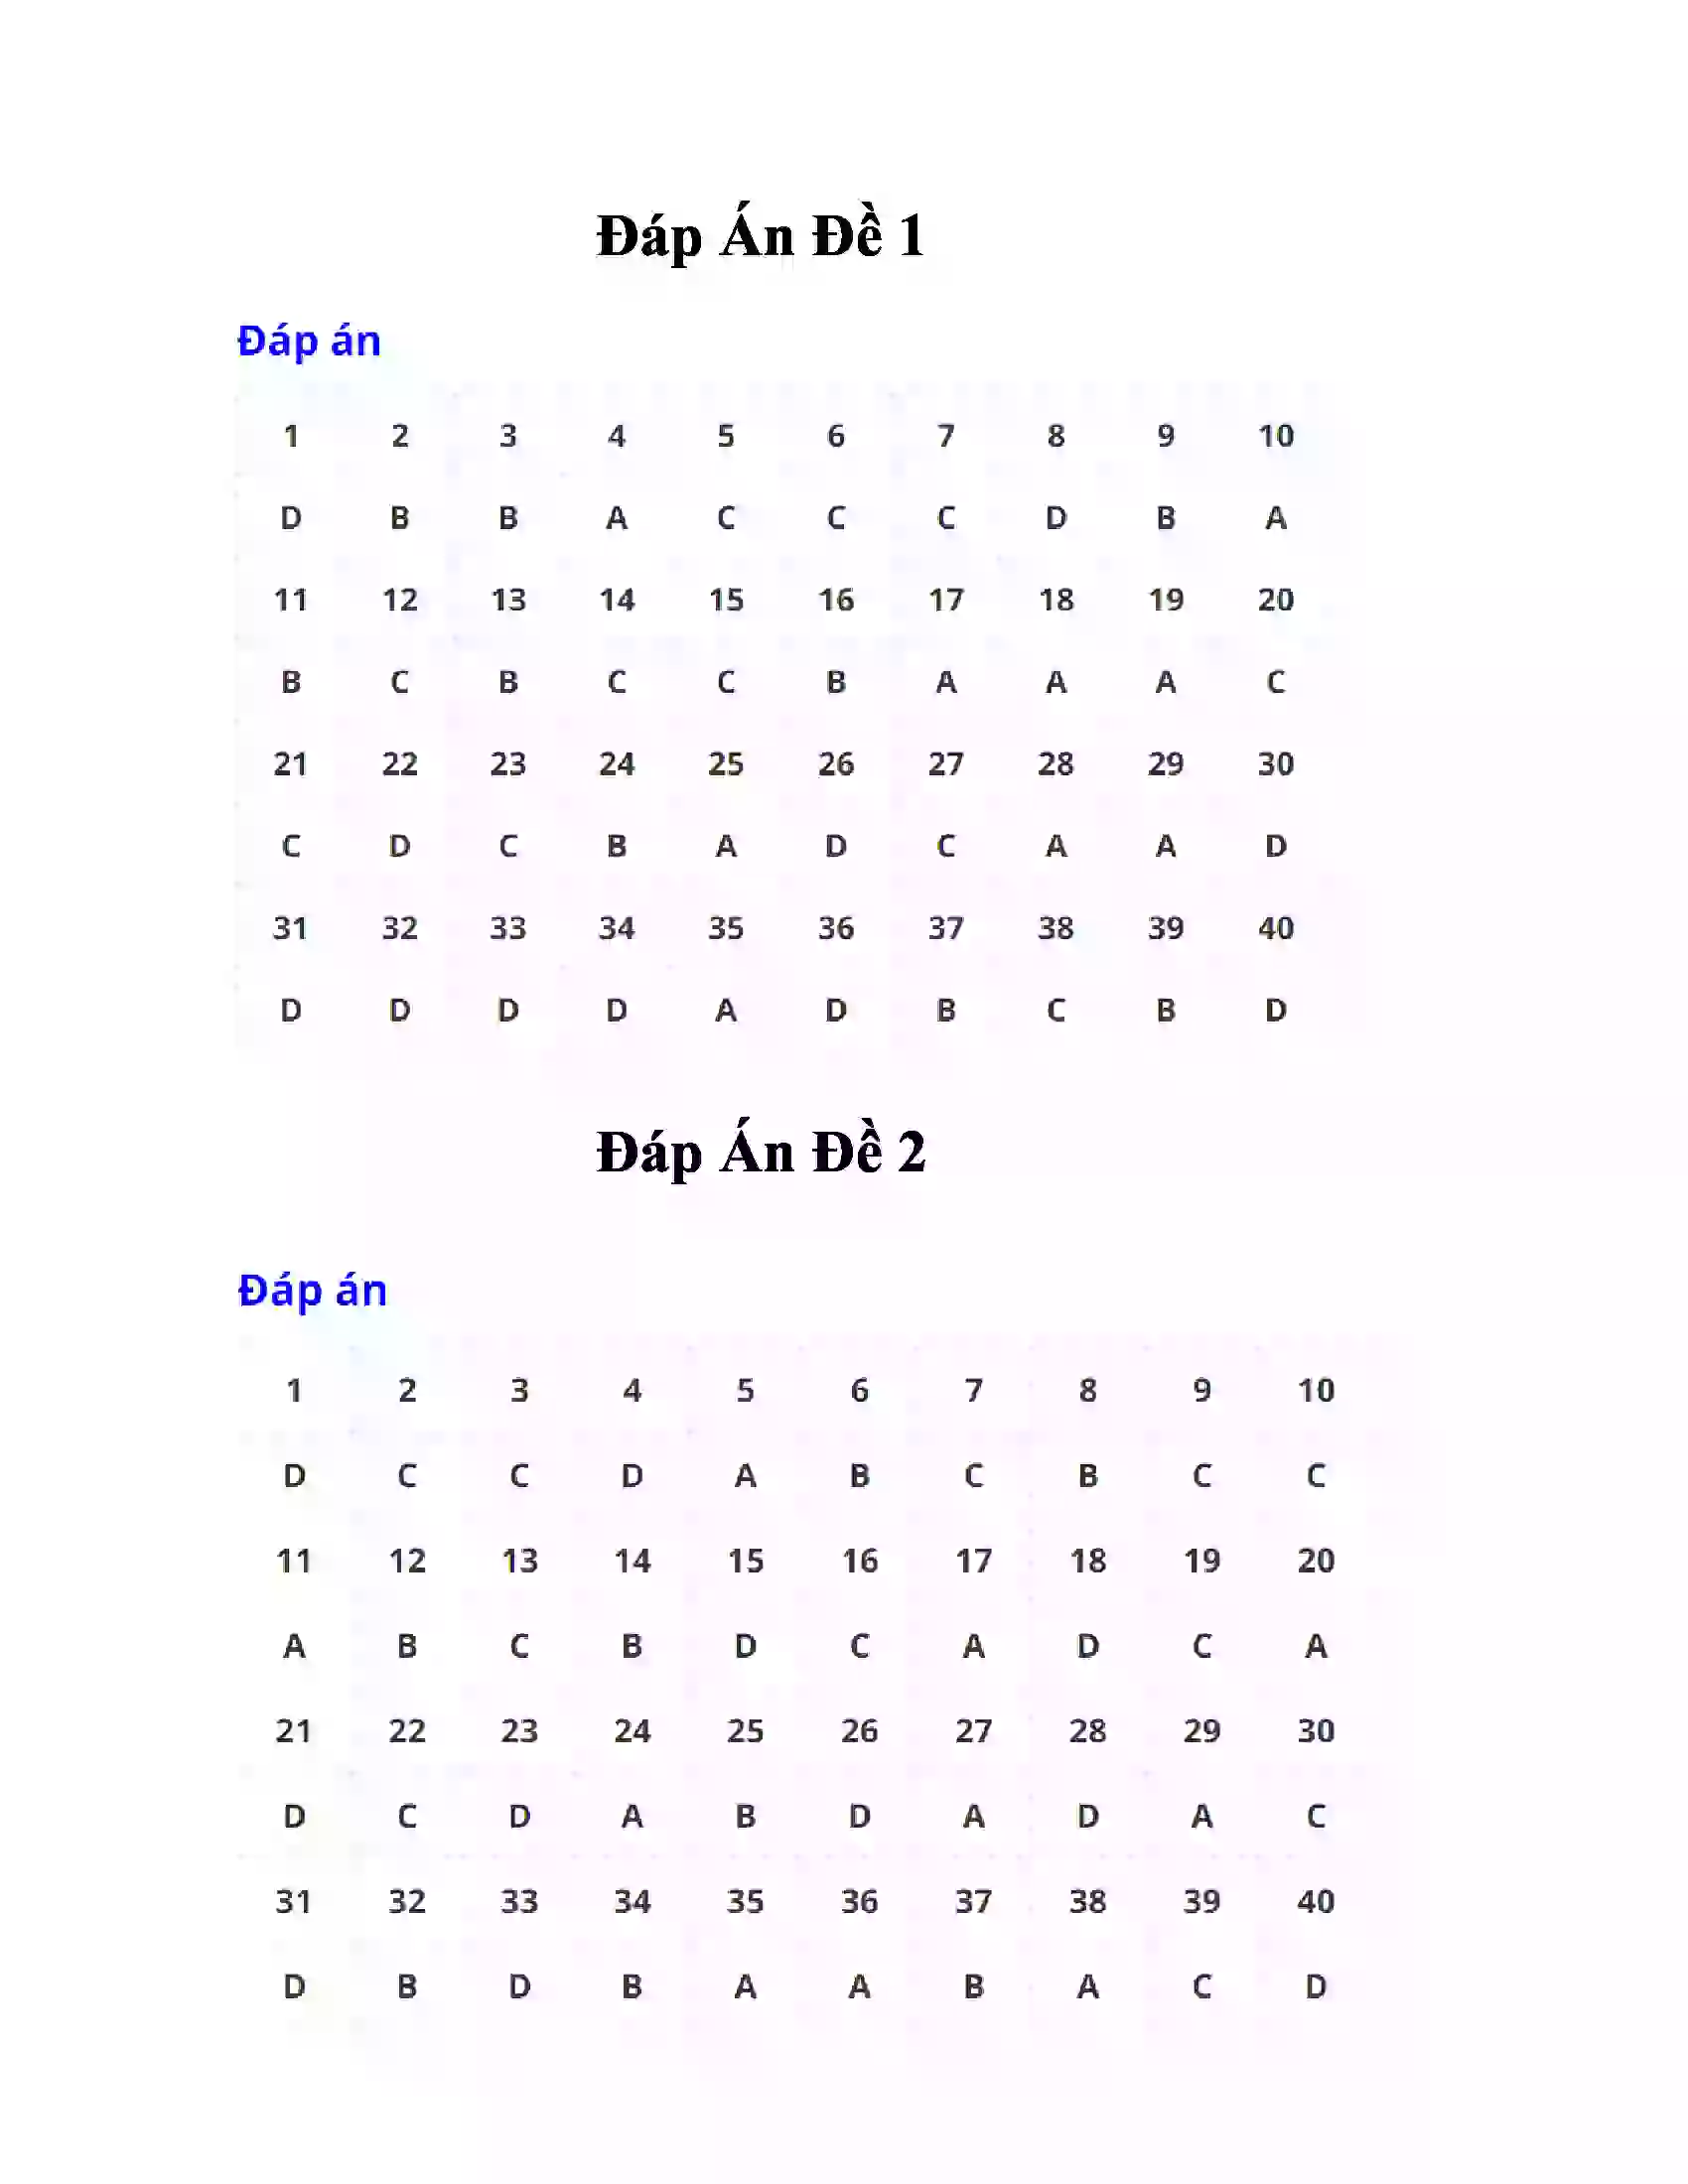 Đáp Án Đề 1
Đáp án
1 2 3 4 5 6 7 8 9 10
D B B A C C C D B A
11 12 13 14 15 16 17 18 19 20
B C B C C B A A A C
21 22 23 24 25 26 27 28 29 30
C D C B A D C A A D
31 32 33 34 35 36 37 38 39 40
D D D D A D B C B D
Đáp Án Đề 2
Đáp án
1 2 3 4 5 6 7 8 9 10
D C C D A B C B C C
11 12 13 14 15 16 17 18 19 20
A B C B D C A D C A
21 22 23 24 25 26 27 28 29 30
D C D A B D A D A C
31 32 33 34 35 36 37 38 39 40
D B D B A A B A C D